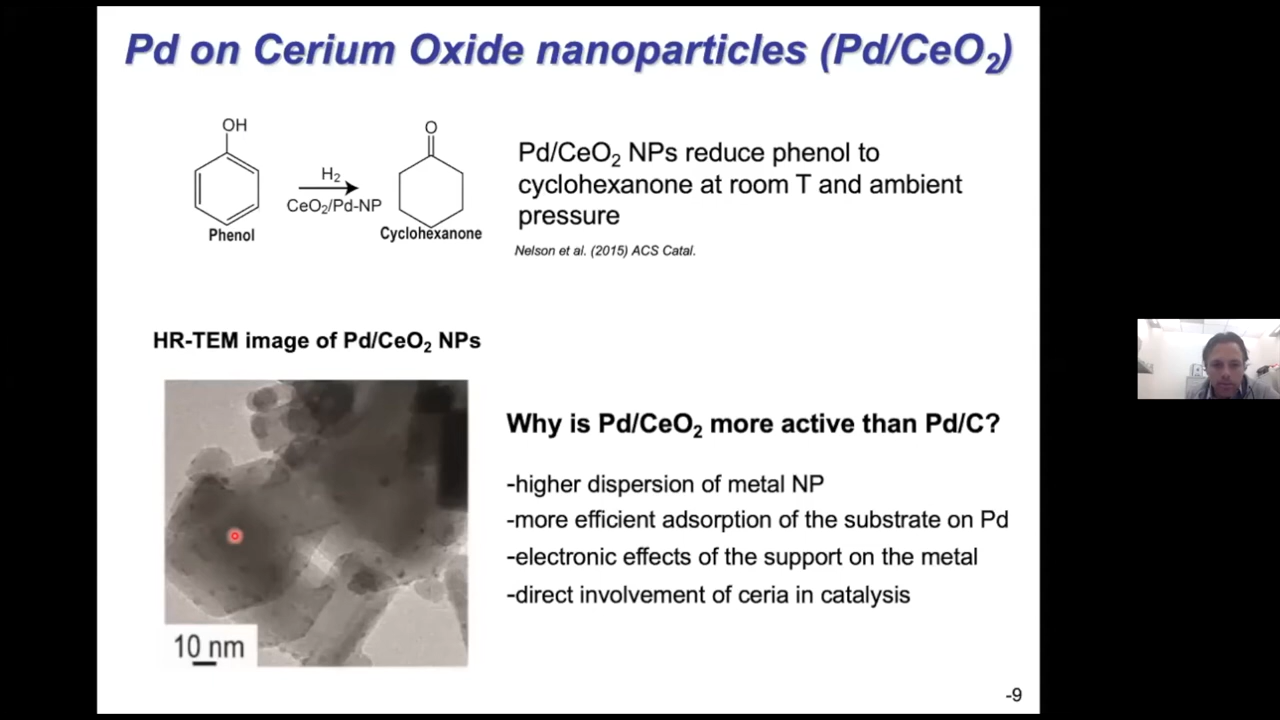 Pd on Cerium Oxide nanoparticles (Pd/CeO₂)
OH
H₂
CeO₂/Pd-NP
Phenol
O
Cyclohexanone
Pd/CeO₂ NPs reduce phenol to
cyclohexanone at room T and ambient
pressure
Nelson et al. (2015) ACS Catal.
HR-TEM image of Pd/CeO₂ NPs
10 nm
Why is Pd/CeO₂ more active than Pd/C?
-higher dispersion of metal NP
-more efficient adsorption of the substrate on Pd
-electronic effects of the support on the metal
-direct involvement of ceria in catalysis
-9